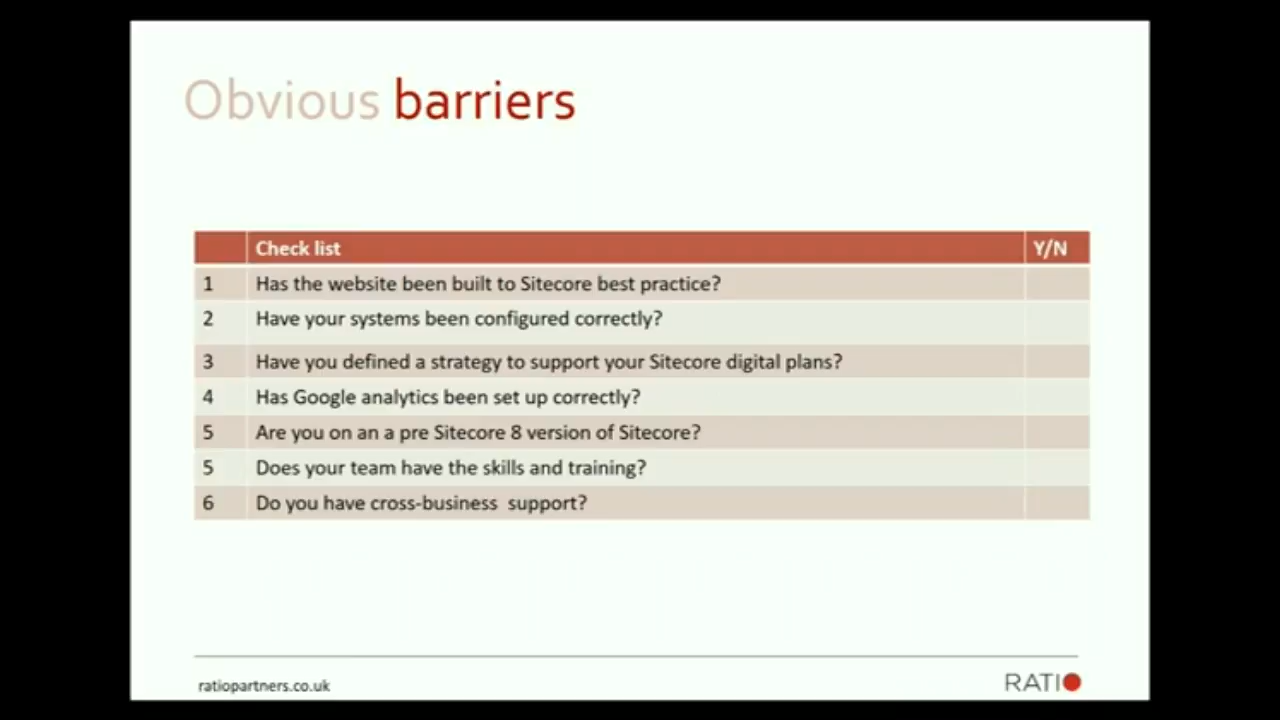 Obvious barriers
Check list Y/N
1 Has the website been built to Sitecore best practice?
2 Have your systems been configured correctly?
3 Have you defined a strategy to support your Sitecore digital plans?
4 Has Google analytics been set up correctly?
5 Are you on an a pre Sitecore 8 version of Sitecore?
5 Does your team have the skills and training?
6 Do you have cross-business support?
ratiopartners.co.uk
RATIO